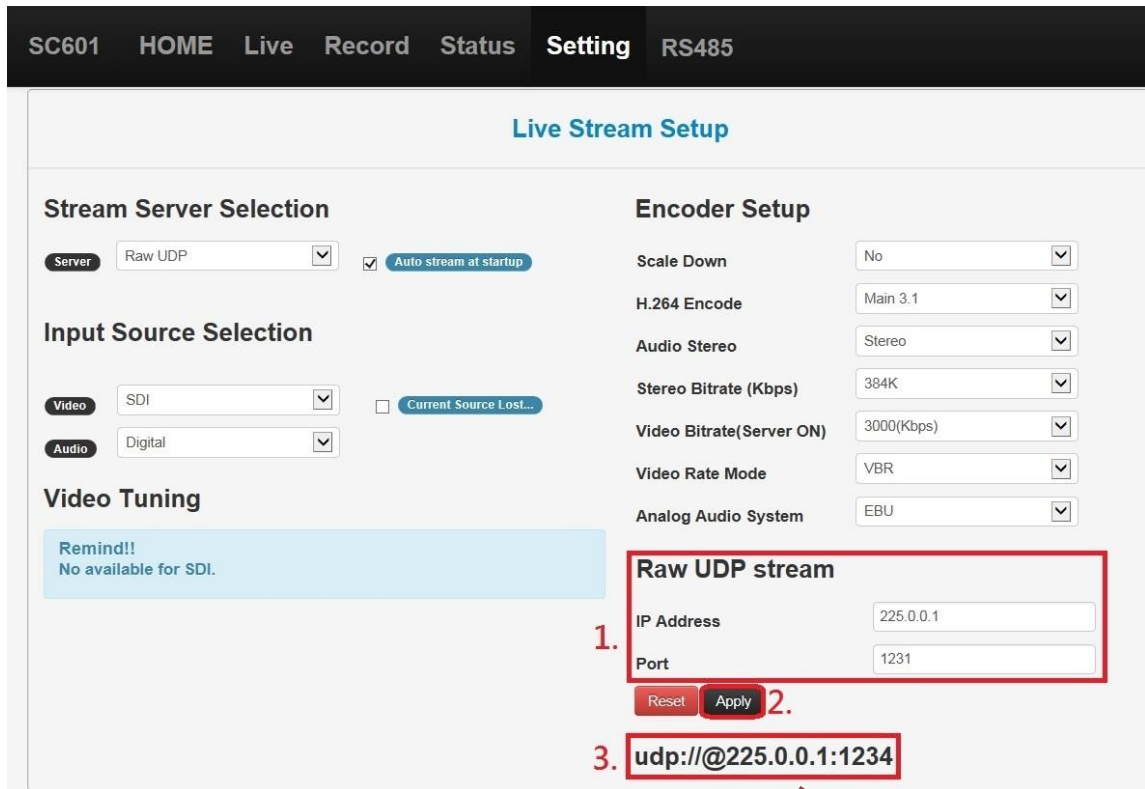 SC601 HOME Live Record Status Setting RS485
Live Stream Setup
Stream Server Selection
Server Raw UDP Auto stream at startup
Input Source Selection
Video SDI Current Source Lost...
Audio Digital
Video Tuning
Remind!!
No available for SDI.
Encoder Setup
Scale Down No
H.264 Encode Main 3.1
Audio Stereo Stereo
Stereo Bitrate (Kbps) 384K
Video Bitrate(Server ON) 3000(Kbps)
Video Rate Mode VBR
Analog Audio System EBU
Raw UDP stream
1. IP Address 225.0.0.1
Port 1231
Reset Apply 2.
3. udp://@225.0.0.1:1234